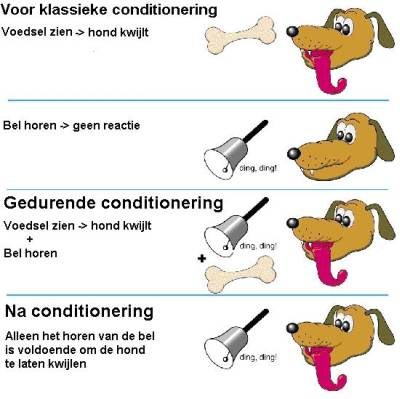 Voor klassieke conditionering
Voedsel zien -> hond kwijlt
Bel horen -> geen reactie
ding, ding!
Gedurende conditionering
Voedsel zien -> hond kwijlt
+
Bel horen
ding, ding!
+
Na conditionering
Alleen het horen van de bel
is voldoende om de hond
te laten kwijlen
ding, ding!